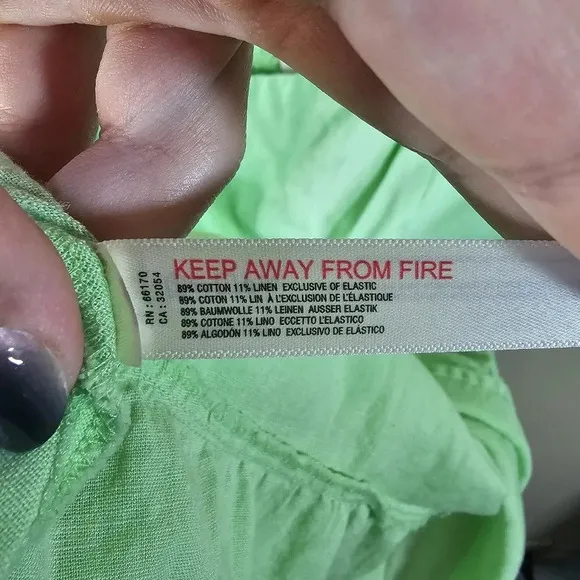 RN: 66170
CA: 32054
KEEP AWAY FROM FIRE
89% COTTON 11% LINEN EXCLUSIVE OF ELASTIC
89% COTON 11% LIN À L'EXCLUSION DE L'ÉLASTIQUE
89% BAUMWOLLE 11% LEINEN AUSSER ELASTIK
89% COTONE 11% LINO ECCETTO L'ELASTICO
89% ALGODÓN 11% LINO EXCLUSIVO DE ELÁSTICO